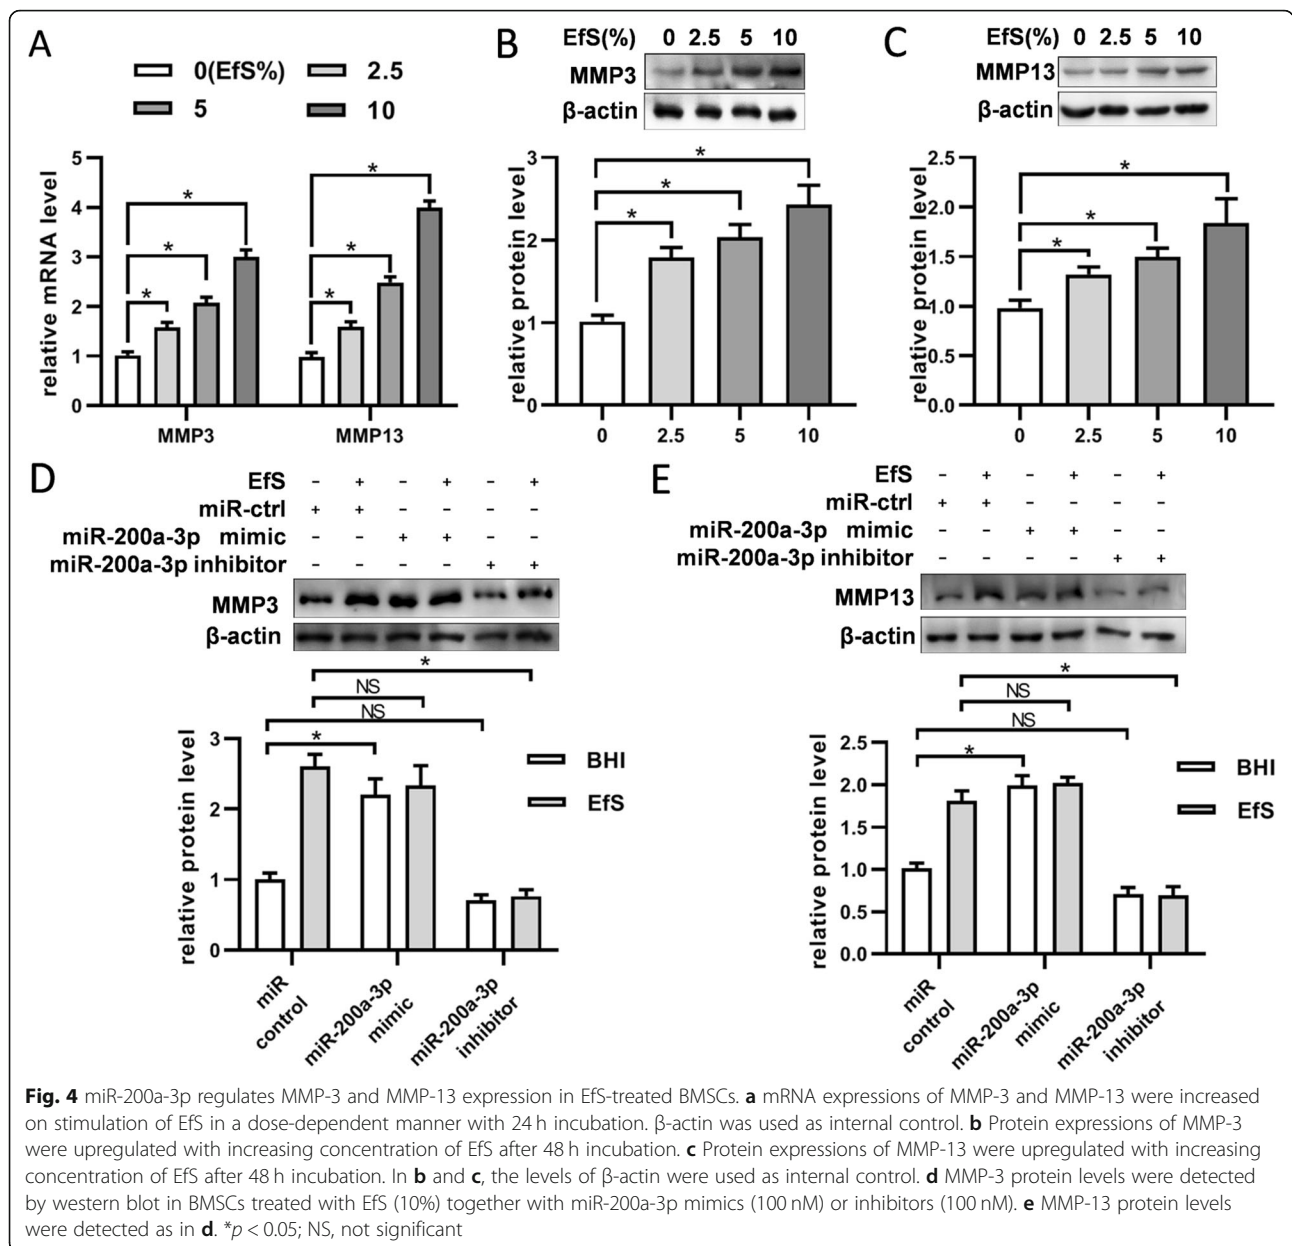 A
0(EfS%)
2.5
5
10
relative mRNA level
5
4
3
2
1
0
*
*
*
*
*
*
MMP3
MMP13
B
EfS(%) 0 2.5 5 10
MMP3
β-actin
relative protein level
3
2
1
0
*
*
*
0 2.5 5 10
C
EfS(%) 0 2.5 5 10
MMP13
β-actin
relative protein level
2.5
2.0
1.5
1.0
0.5
0.0
*
*
*
0 2.5 5 10
D
EfS - + - + - +
miR-ctrl + + - - - -
miR-200a-3p mimic - - + + - -
miR-200a-3p inhibitor - - - - + +
MMP3
β-actin
*
NS
NS
*
relative protein level
3
2
1
0
BHI
EfS
miR
control
miR-200a-3p
mimic
miR-200a-3p
inhibitor
E
EfS - + - + - +
miR-ctrl + + - - - -
miR-200a-3p mimic - - + + - -
miR-200a-3p inhibitor - - - - + +
MMP13
β-actin
*
NS
NS
*
relative protein level
2.5
2.0
1.5
1.0
0.5
0.0
BHI
EfS
miR
control
miR-200a-3p
mimic
miR-200a-3p
inhibitor
Fig. 4 miR-200a-3p regulates MMP-3 and MMP-13 expression in EfS-treated BMSCs. a mRNA expressions of MMP-3 and MMP-13 were increased
on stimulation of EfS in a dose-dependent manner with 24 h incubation. β-actin was used as internal control. b Protein expressions of MMP-3
were upregulated with increasing concentration of EfS after 48 h incubation. c Protein expressions of MMP-13 were upregulated with increasing
concentration of EfS after 48 h incubation. In b and c, the levels of β-actin were used as internal control. d MMP-3 protein levels were detected
by western blot in BMSCs treated with EfS (10%) together with miR-200a-3p mimics (100 nM) or inhibitors (100 nM). e MMP-13 protein levels
were detected as in d. *p < 0.05; NS, not significant